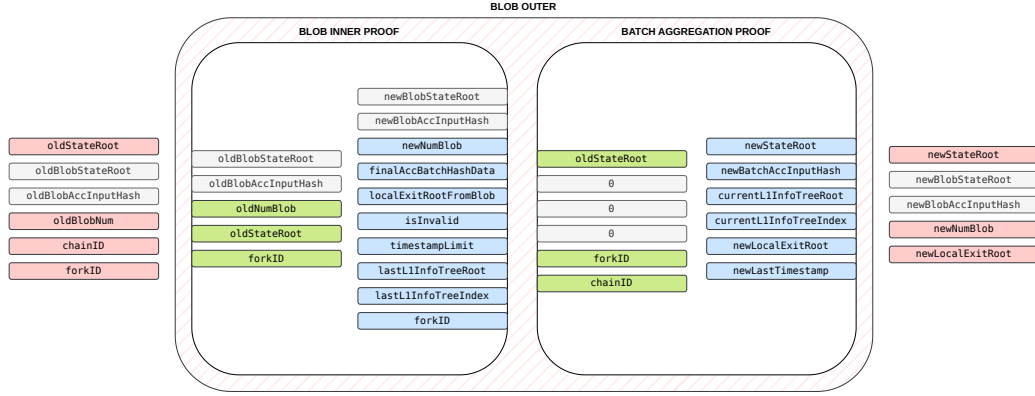 BLOB OUTER
BLOB INNER PROOF
BATCH AGGREGATION PROOF
oldStateRoot
oldBlobStateRoot
oldBlobAccInputHash
oldBlobNum
chainID
forkID
oldBlobStateRoot
oldBlobAccInputHash
oldNumBlob
oldStateRoot
forkID
newBlobStateRoot
newBlobAccInputHash
newNumBlob
finalAccBatchHashData
localExitRootFromBlob
isInvalid
timestampLimit
lastL1InfoTreeRoot
lastL1InfoTreeIndex
forkID
oldStateRoot
0
0
0
forkID
chainID
newStateRoot
newBatchAccInputHash
currentL1InfoTreeRoot
currentL1InfoTreeIndex
newLocalExitRoot
newLastTimestamp
newStateRoot
newBlobStateRoot
newBlobAccInputHash
newNumBlob
newLocalExitRoot